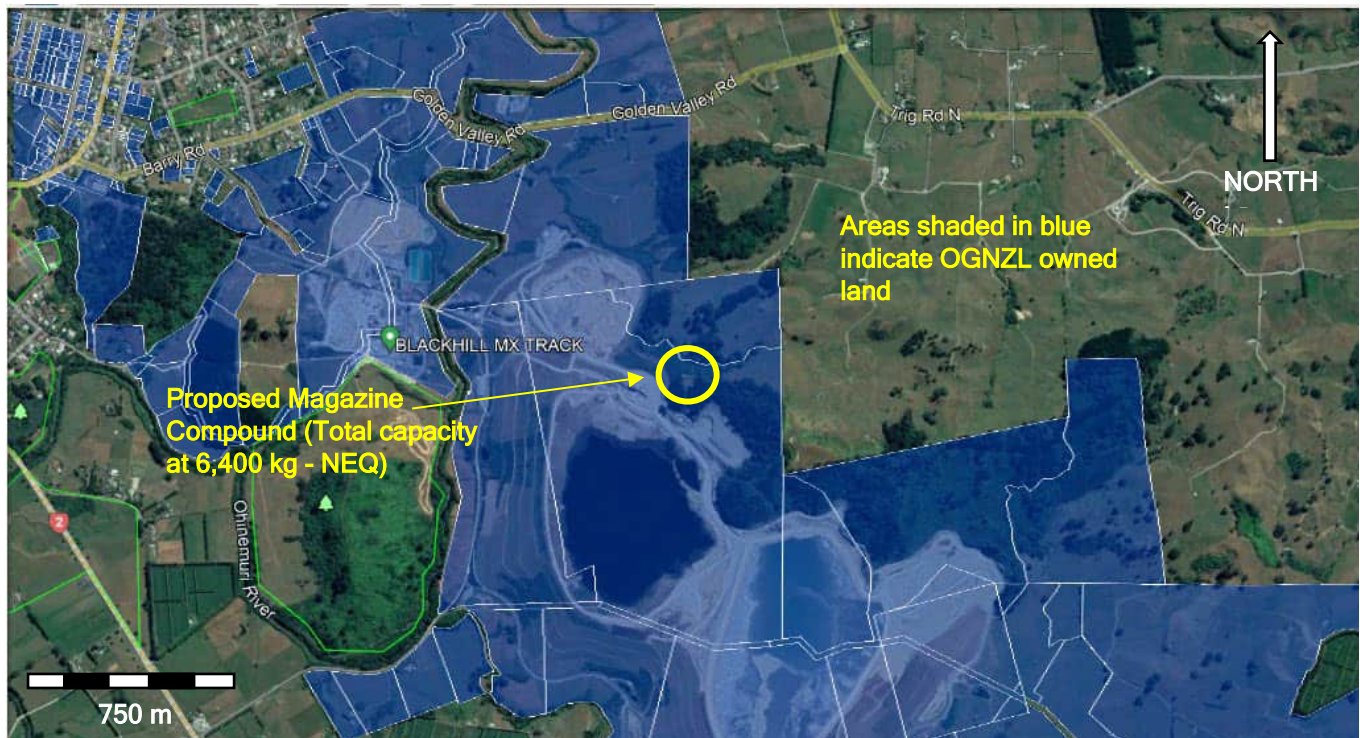 Golden Valley Rd
Golden Valley Rd
Trig Rd N
Barry Rd
NORTH
Trig Rd N
Areas shaded in blue
indicate OGNZL owned
land
BLACKHILL MX TRACK
Proposed Magazine
Compound (Total capacity
at 6,400 kg - NEQ)
2
Ohinemuri River
750 m